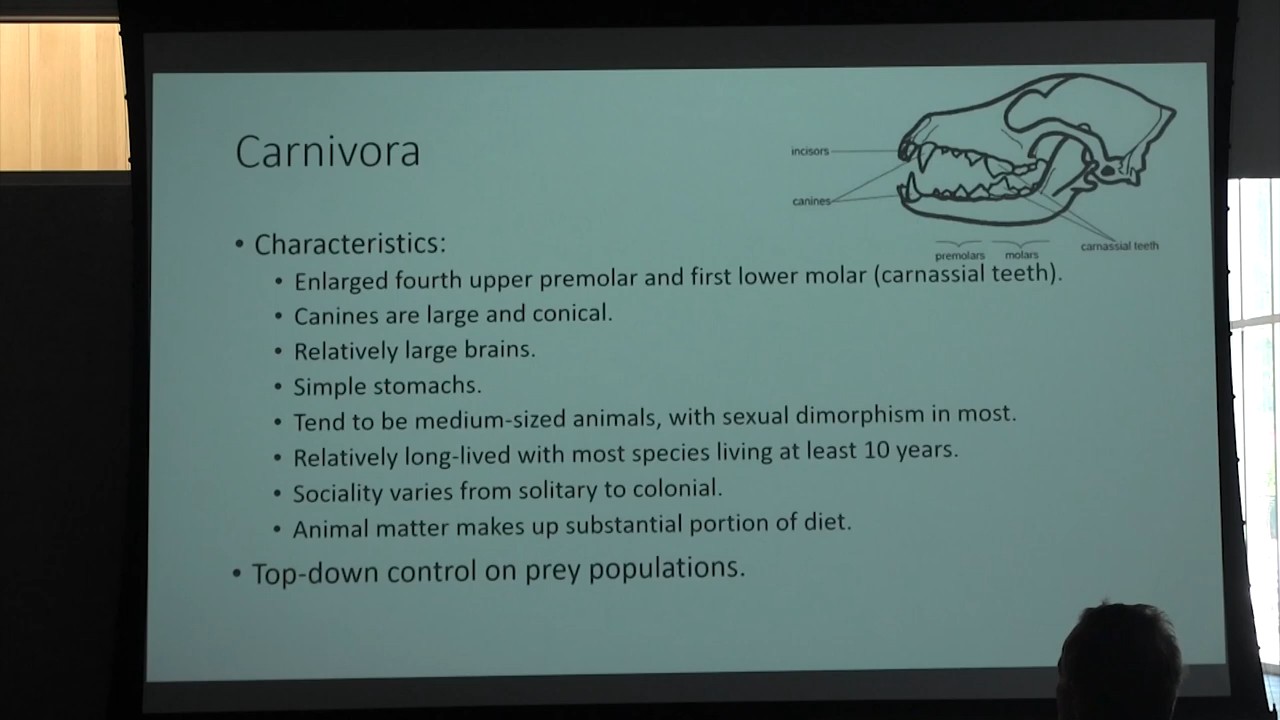 Carnivora
incisors
canines
premolars
molars
carnassial teeth
• Characteristics:
• Enlarged fourth upper premolar and first lower molar (carnassial teeth).
• Canines are large and conical.
• Relatively large brains.
• Simple stomachs.
• Tend to be medium-sized animals, with sexual dimorphism in most.
• Relatively long-lived with most species living at least 10 years.
• Sociality varies from solitary to colonial.
• Animal matter makes up substantial portion of diet.
• Top-down control on prey populations.